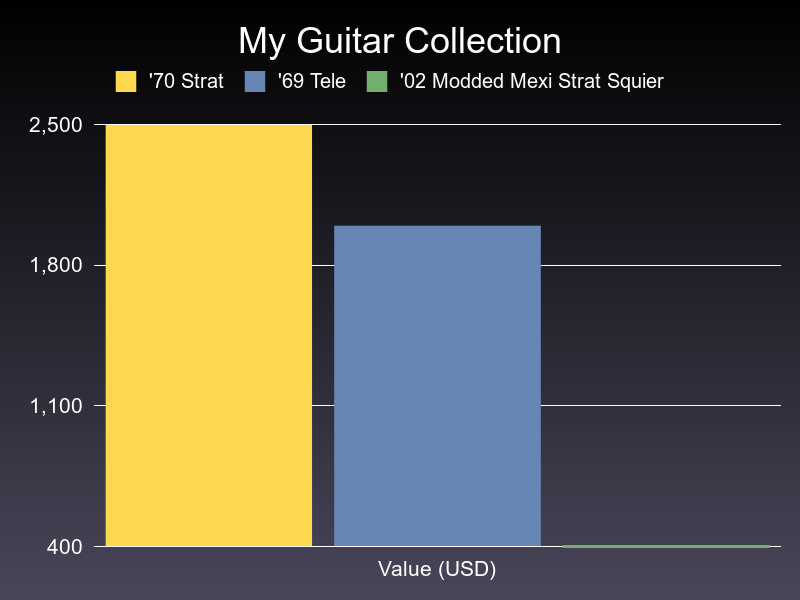 My Guitar Collection
'70 Strat '69 Tele '02 Modded Mexi Strat Squier
2,500
1,800
1,100
400
Value (USD)